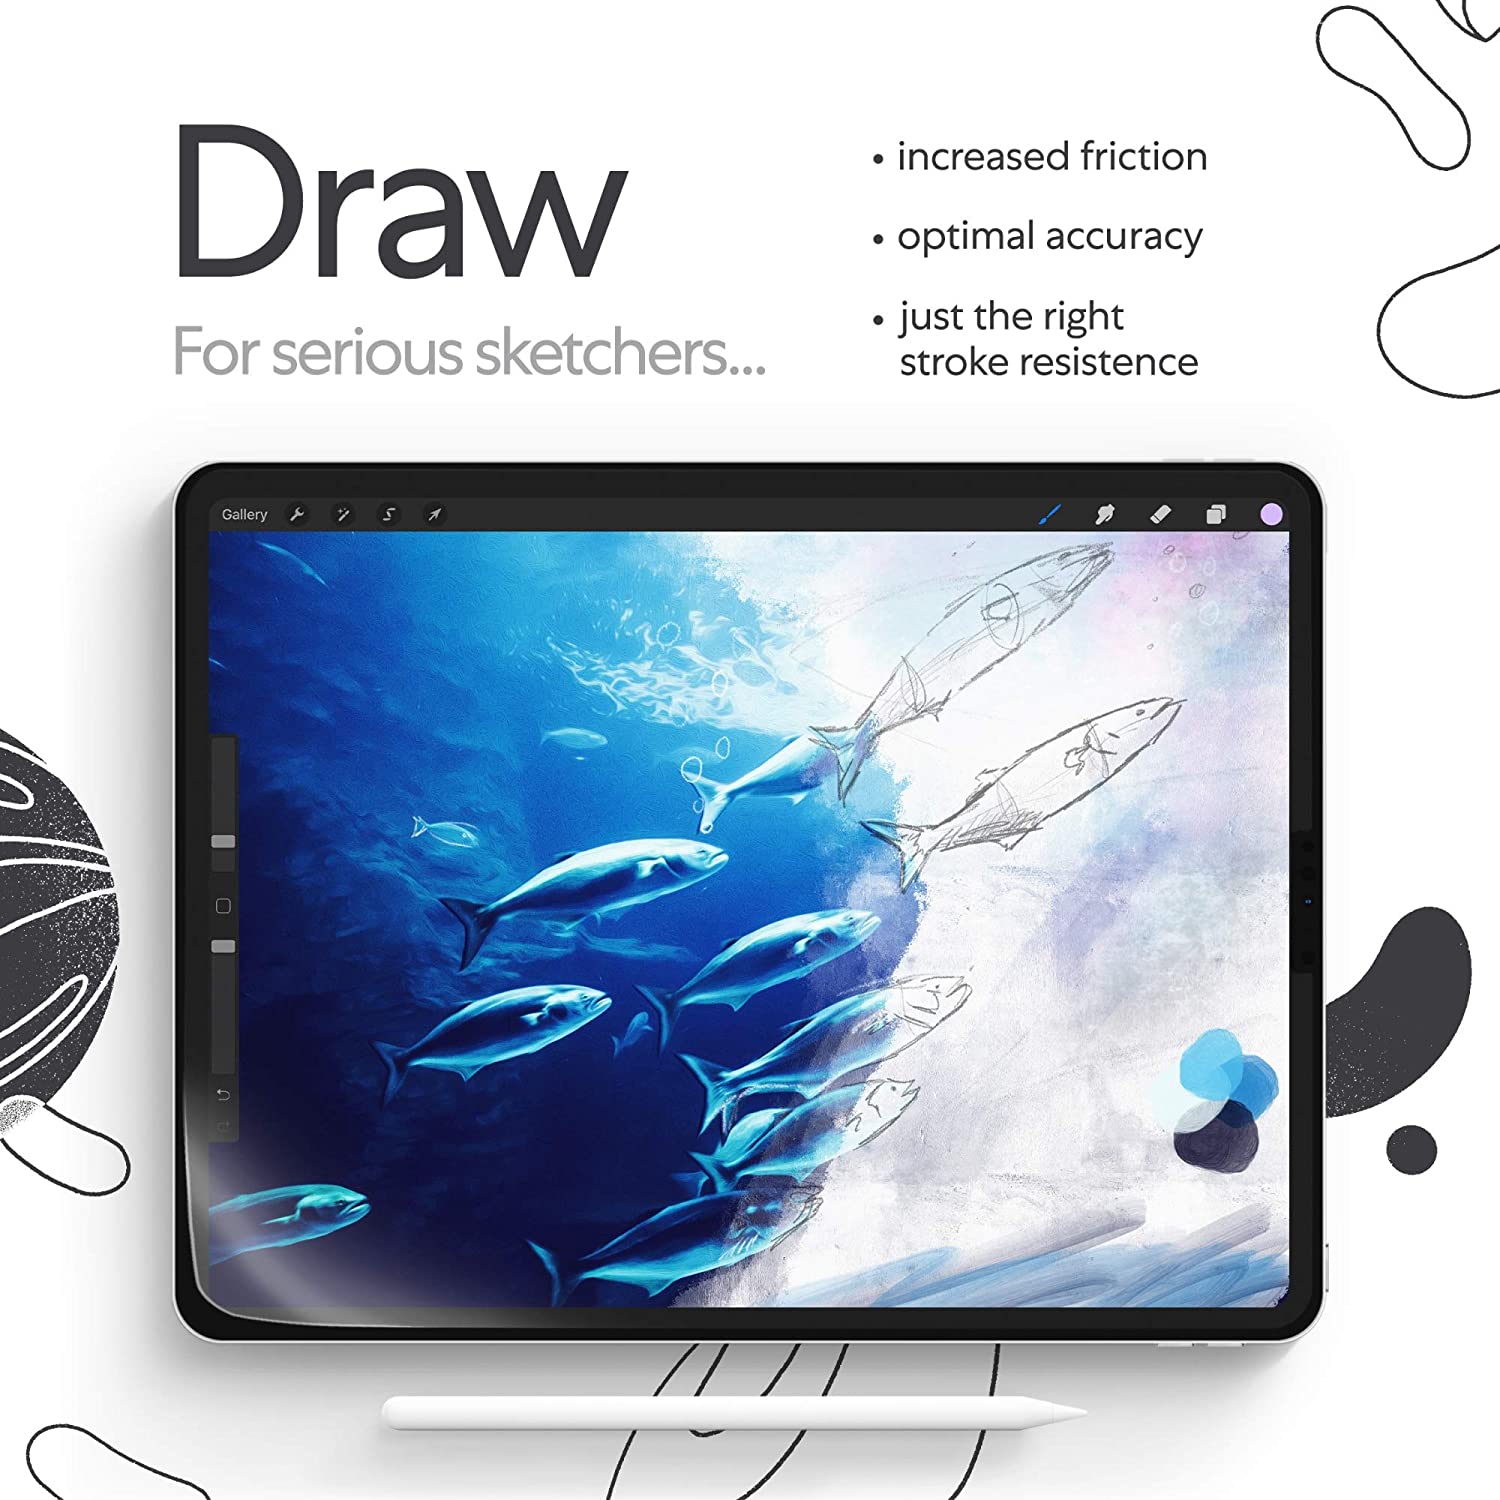 Draw
For serious sketchers...
• increased friction
• optimal accuracy
• just the right
stroke resistence
Gallery